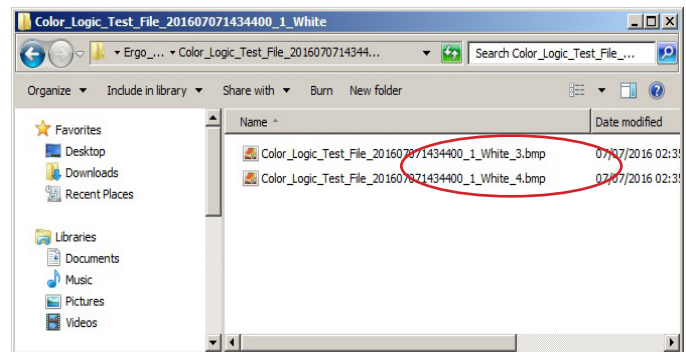 Color_Logic_Test_File_201607071434400_1_White
Ergo_... Color_Logic_Test_File_2016070714344... Search Color_Logic_Test_File_...
Organize Include in library Share with Burn New folder
Name Date modified
Favorites
Desktop
Downloads
Recent Places
Libraries
Documents
Music
Pictures
Videos
Color_Logic_Test_File_201607071434400_1_White_3.bmp 07/07/2016 02:35
Color_Logic_Test_File_201607071434400_1_White_4.bmp 07/07/2016 02:35